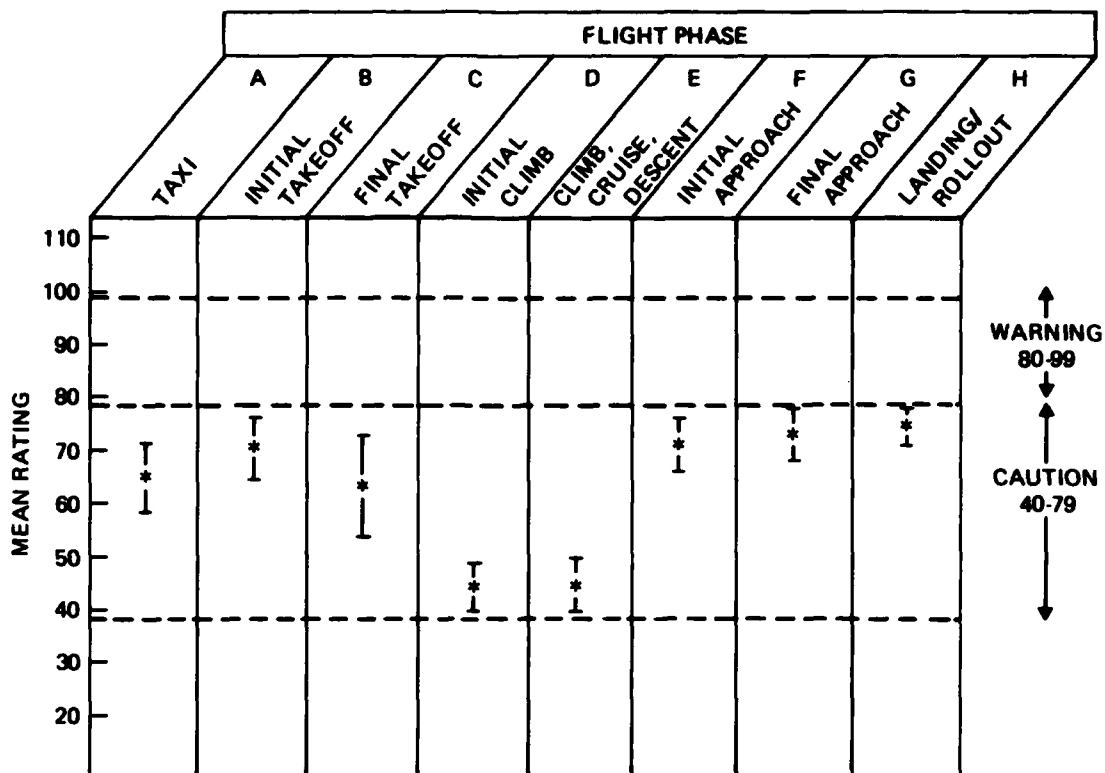 FLIGHT PHASE
A B C D E F G H
TAXI
INITIAL
TAKEOFF
FINAL
TAKEOFF
INITIAL
CLIMB
CLIMB,
CRUISE,
DESCENT
INITIAL
APPROACH
FINAL
APPROACH
LANDING/
ROLLOUT
MEAN RATING
110
100
90
80
70
60
50
40
30
20
WARNING
80-99
CAUTION
40-79